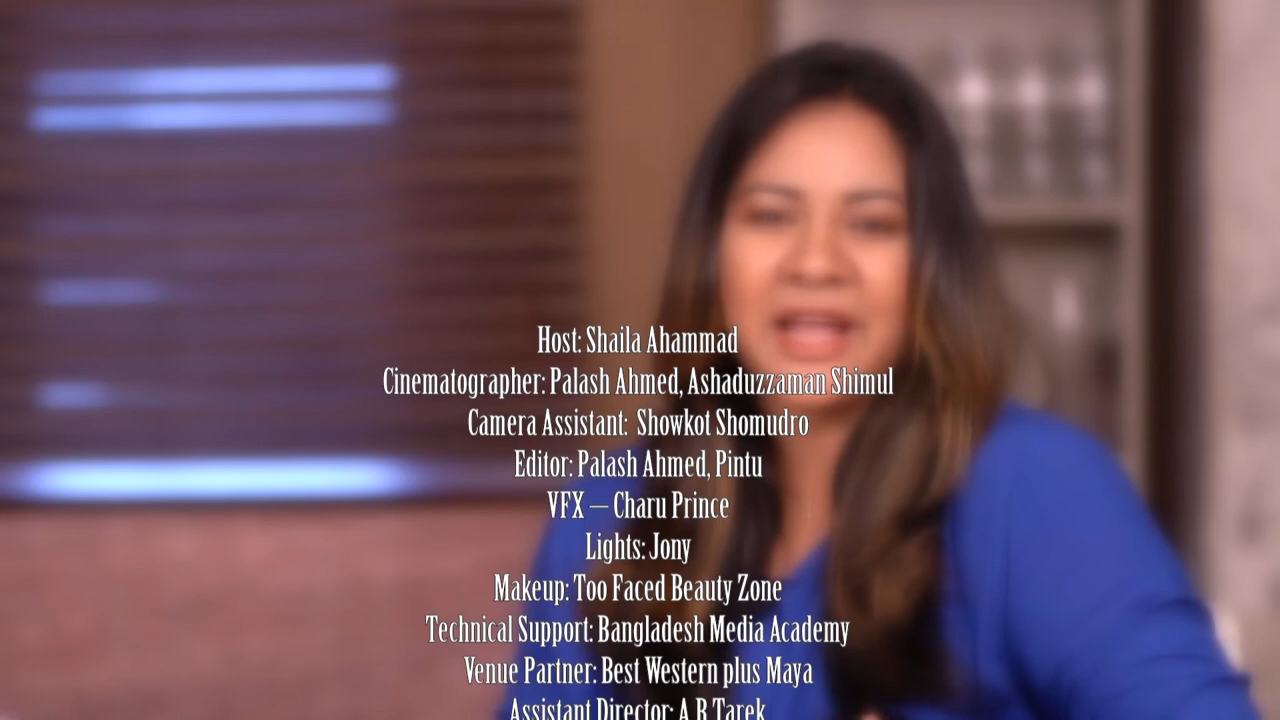 Host: Shaila Ahammad
Cinematographer: Palash Ahmed, Ashaduzzaman Shimul
Camera Assistant: Showkot Shomudro
Editor: Palash Ahmed, Pintu
VFX – Charu Prince
Lights: Jony
Makeup: Too Faced Beauty Zone
Technical Support: Bangladesh Media Academy
Venue Partner: Best Western plus Maya
Assistant Director: A R Tarek